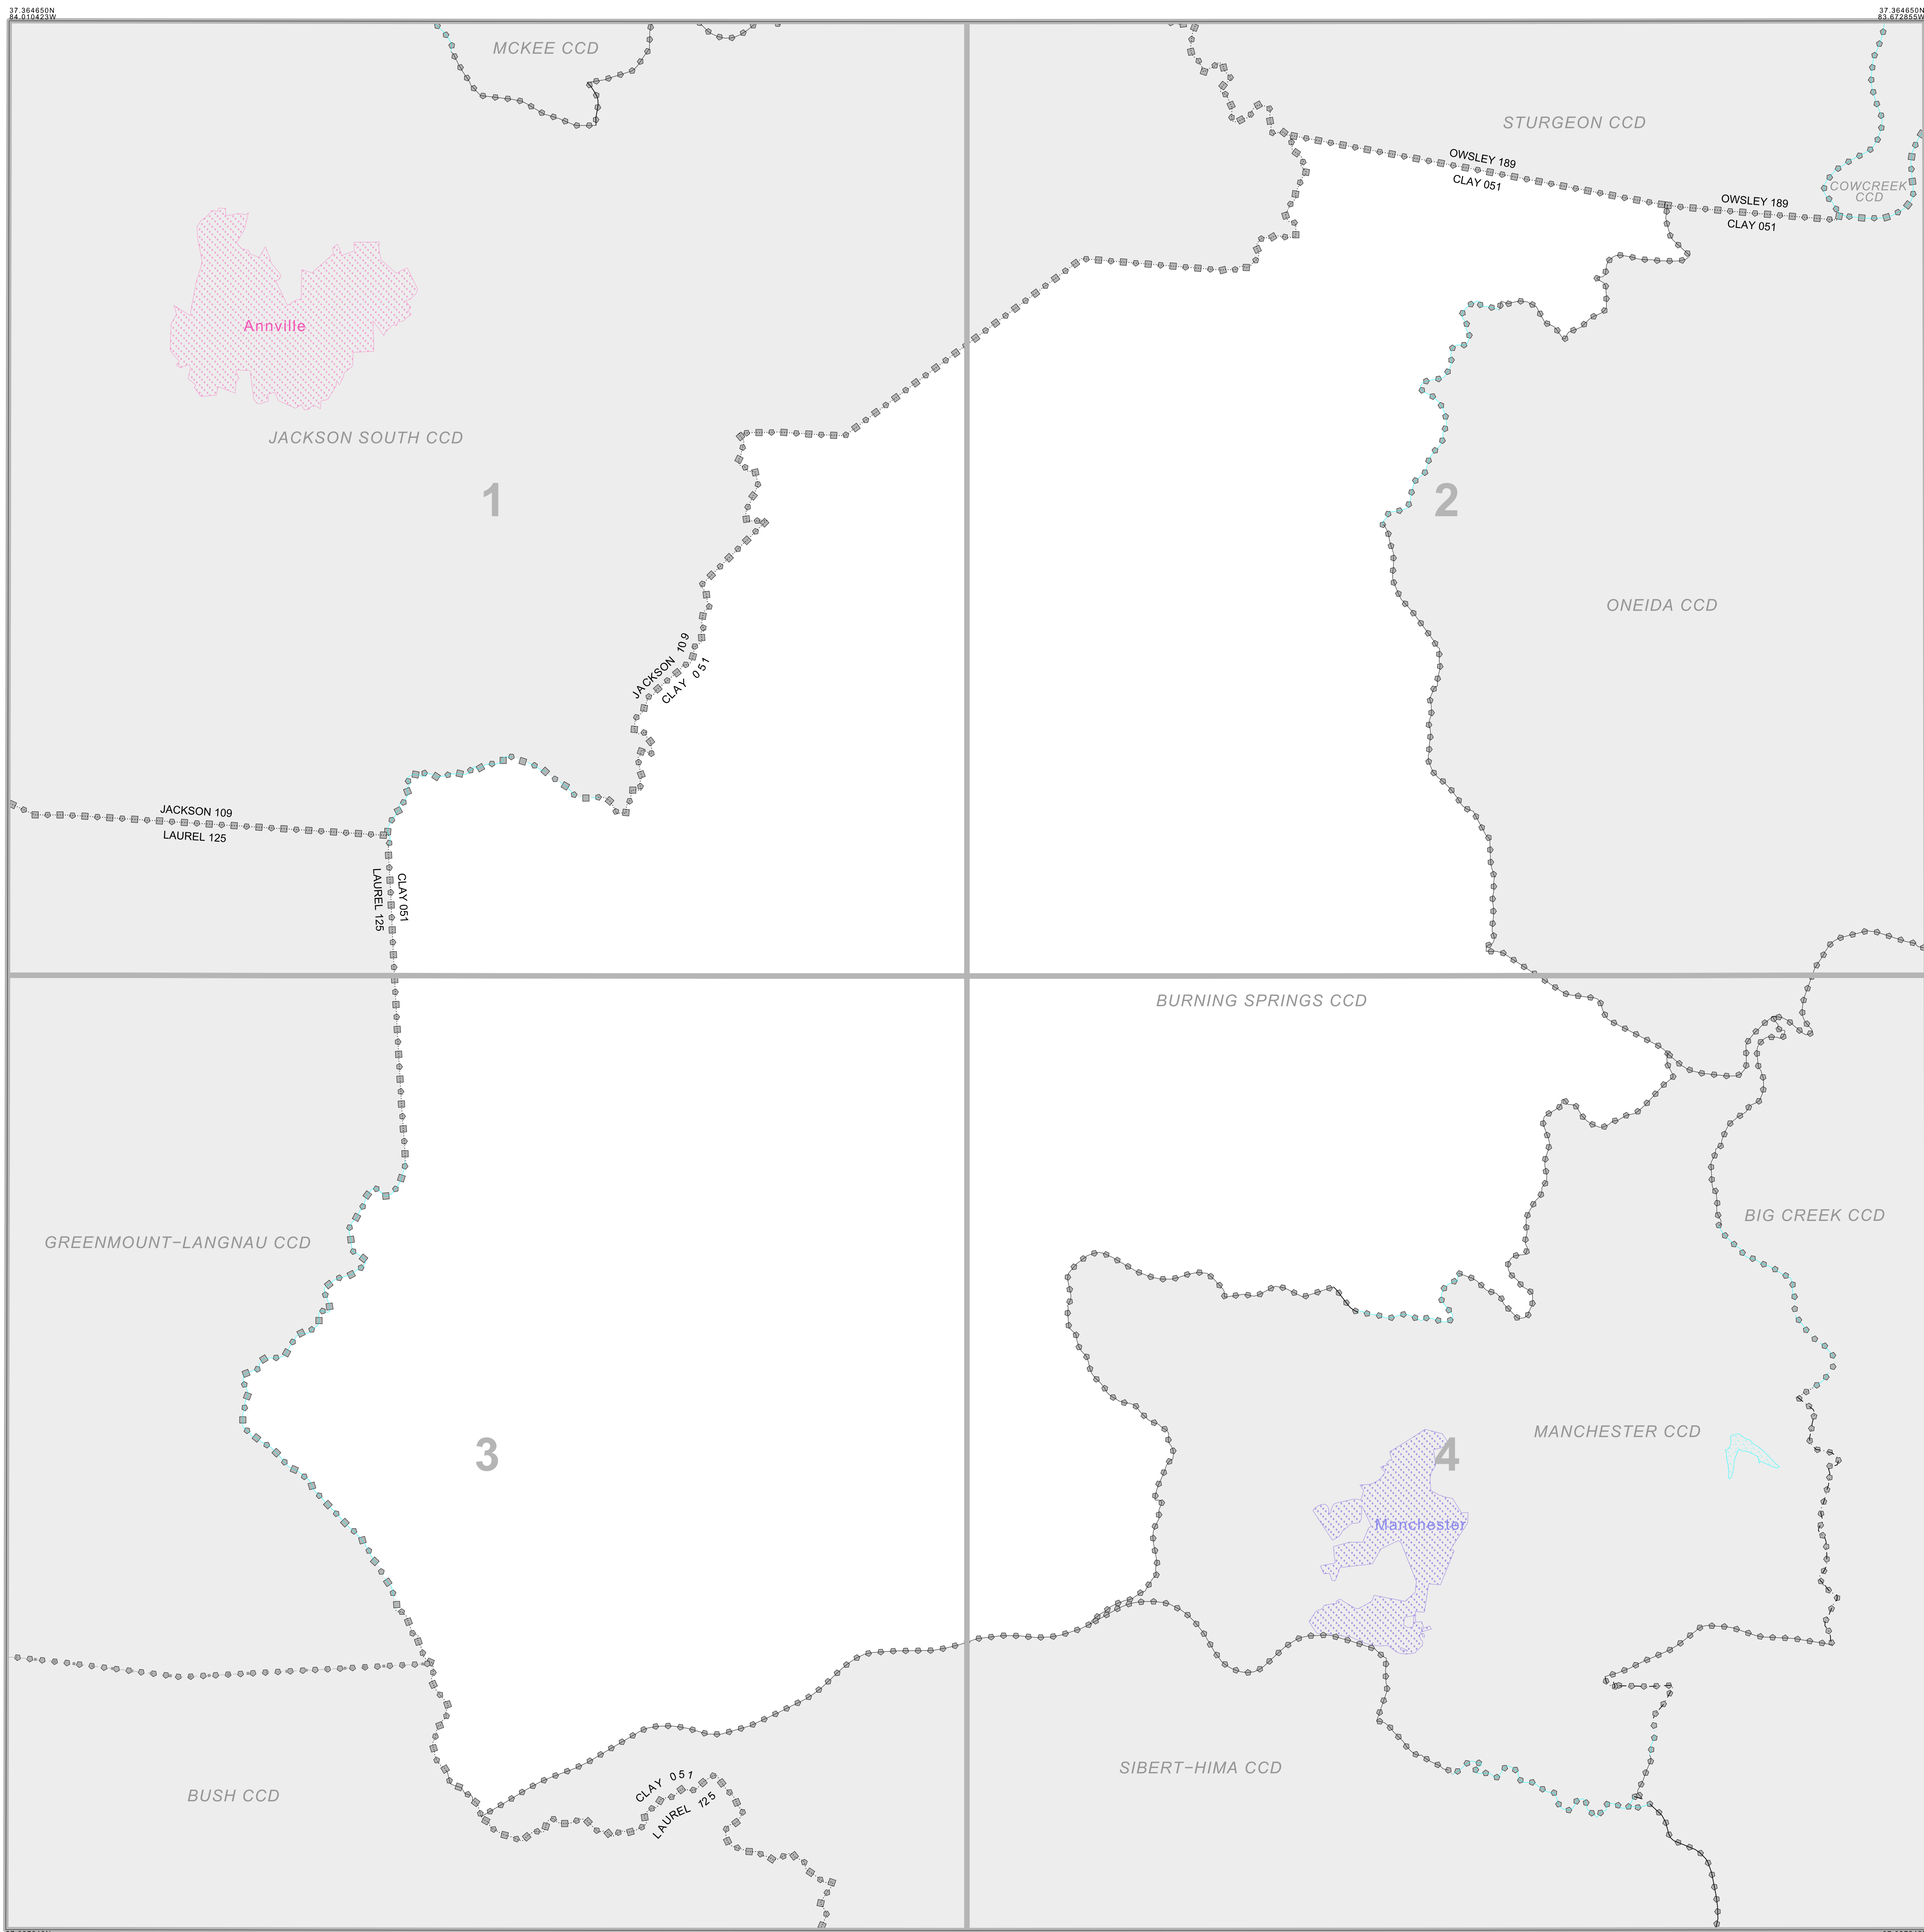 37.364650N
84.010423W
37.364650N
83.672855W
MCKEE CCD
STURGEON CCD
OWSLEY 189
CLAY 051
COWCREEK
CCD
OWSLEY 189
CLAY 051
Annville
JACKSON SOUTH CCD
1
2
ONEIDA CCD
JACKSON 109
CLAY 051
JACKSON 109
LAUREL 125
LAUREL 125
CLAY 051
BURNING SPRINGS CCD
BIG CREEK CCD
GREENMOUNT-LANGNAU CCD
MANCHESTER CCD
3
4
Manchester
SIBERT-HIMA CCD
BUSH CCD
CLAY 051
LAUREL 125